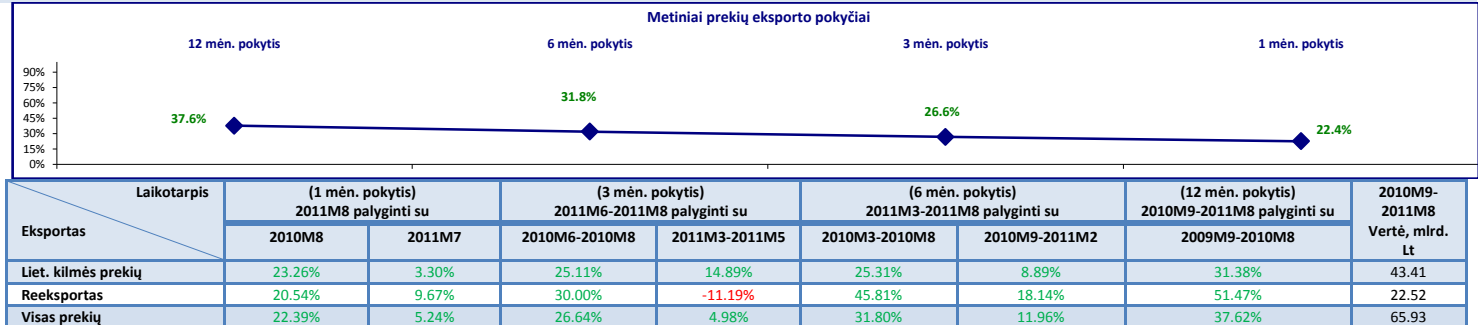 Metiniai prekių eksporto pokyčiai
12 mėn. pokytis 6 mėn. pokytis 3 mėn. pokytis 1 mėn. pokytis
90%
75%
60%
45%
30%
15%
0%
37.6% 31.8% 26.6% 22.4%
Laikotarpis
Eksportas
(1 mėn. pokytis)
2011M8 palyginti su
(3 mėn. pokytis)
2011M6-2011M8 palyginti su
(6 mėn. pokytis)
2011M3-2011M8 palyginti su
(12 mėn. pokytis)
2010M9-2011M8 palyginti su
2010M9-
2011M8
Vertė, mlrd.
Lt
2010M8 2011M7 2010M6-2010M8 2011M3-2011M5 2010M3-2010M8 2010M9-2011M2 2009M9-2010M8
Liet. kilmės prekių 23.26% 3.30% 25.11% 14.89% 25.31% 8.89% 31.38% 43.41
Reeksportas 20.54% 9.67% 30.00% -11.19% 45.81% 18.14% 51.47% 22.52
Visas prekių 22.39% 5.24% 26.64% 4.98% 31.80% 11.96% 37.62% 65.93